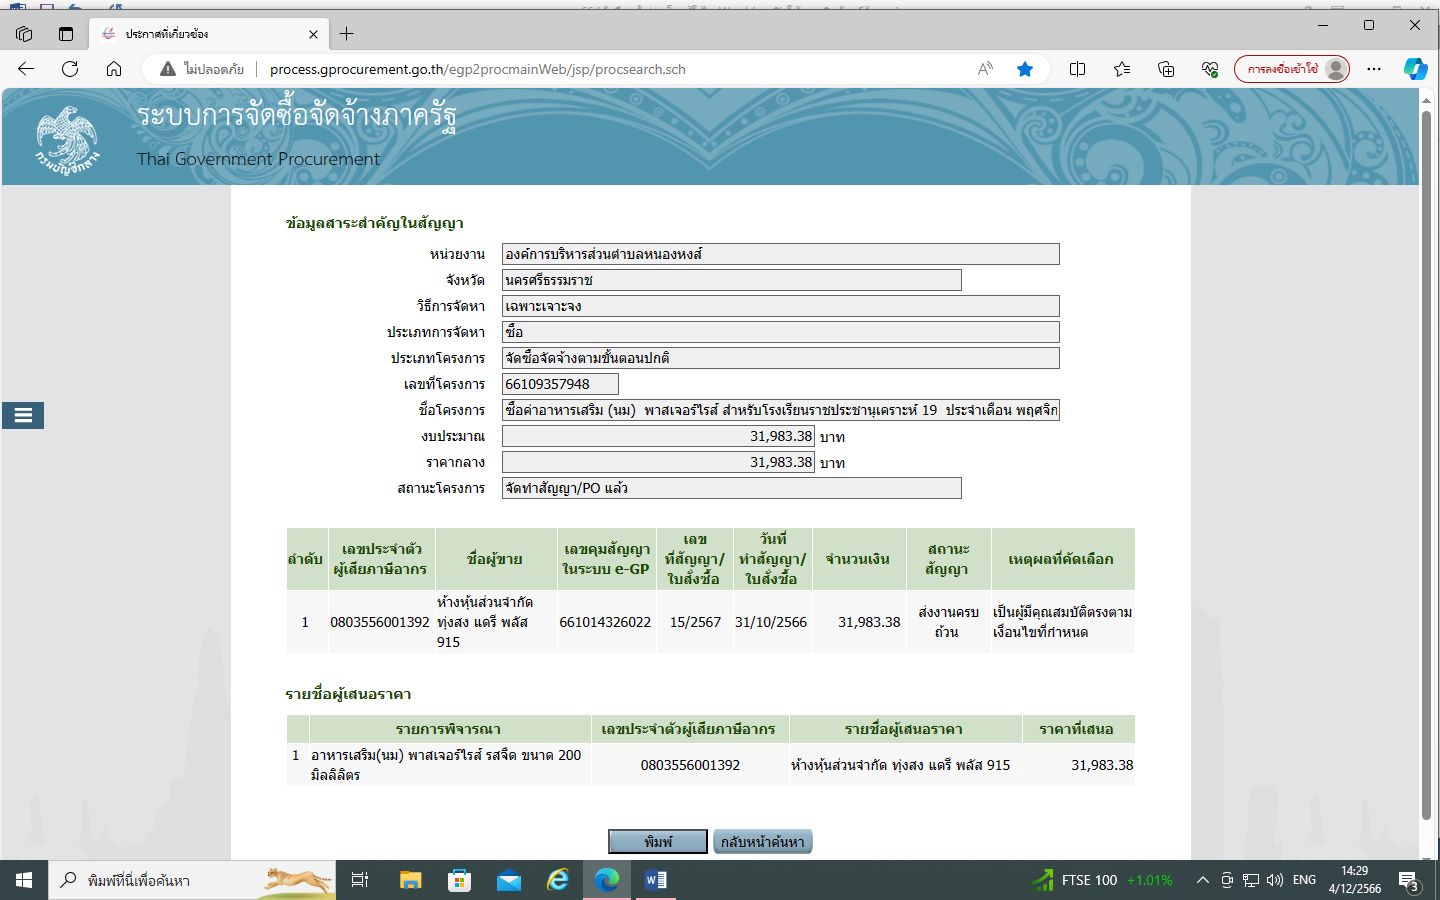 ประกาศที่เกี่ยวข้อง
ไม่ปลอดภัย
process.gprocurement.go.th/egp2procmainWeb/jsp/procsearch.sch
การลงชื่อเข้าใช้
ระบบการจัดซื้อจัดจ้างภาครัฐ
Thai Government Procurement
กรมบัญชีกลาง
ข้อมูลสาระสำคัญในสัญญา
หน่วยงาน องค์การบริหารส่วนตำบลหนองหงส์
จังหวัด นครศรีธรรมราช
วิธีการจัดหา เฉพาะเจาะจง
ประเภทการจัดหา ซื้อ
ประเภทโครงการ จัดซื้อจัดจ้างตามขั้นตอนปกติ
เลขที่โครงการ 66109357948
ชื่อโครงการ ซื้อค่าอาหารเสริม (นม) พาสเจอร์ไรส์ สำหรับโรงเรียนราชประชานุเคราะห์ 19 ประจำเดือน พฤศจิก
งบประมาณ 31,983.38 บาท
ราคากลาง 31,983.38 บาท
สถานะโครงการ จัดทำสัญญา/PO แล้ว
ลำดับ เลขประจำตัวผู้เสียภาษีอากร ชื่อผู้ขาย เลขคุมสัญญาในระบบ e-GP เลขที่สัญญา/ใบสั่งซื้อ วันที่ทำสัญญา/ใบสั่งซื้อ จำนวนเงิน สถานะสัญญา เหตุผลที่คัดเลือก
1 0803556001392 ห้างหุ้นส่วนจำกัด ทุ่งสง แดรี่ พลัส 915 661014326022 15/2567 31/10/2566 31,983.38 ส่งงานครบถ้วน เป็นผู้มีคุณสมบัติตรงตามเงื่อนไขที่กำหนด
รายชื่อผู้เสนอราคา
รายการพิจารณา เลขประจำตัวผู้เสียภาษีอากร รายชื่อผู้เสนอราคา ราคาที่เสนอ
1 อาหารเสริม(นม) พาสเจอร์ไรส์ รสจืด ขนาด 200 มิลลิลิตร 0803556001392 ห้างหุ้นส่วนจำกัด ทุ่งสง แดรี่ พลัส 915 31,983.38
พิมพ์ กลับหน้าค้นหา
พิมพ์ที่นี่เพื่อค้นหา
FTSE 100 +1.01%
ENG
14:29
4/12/2566
3